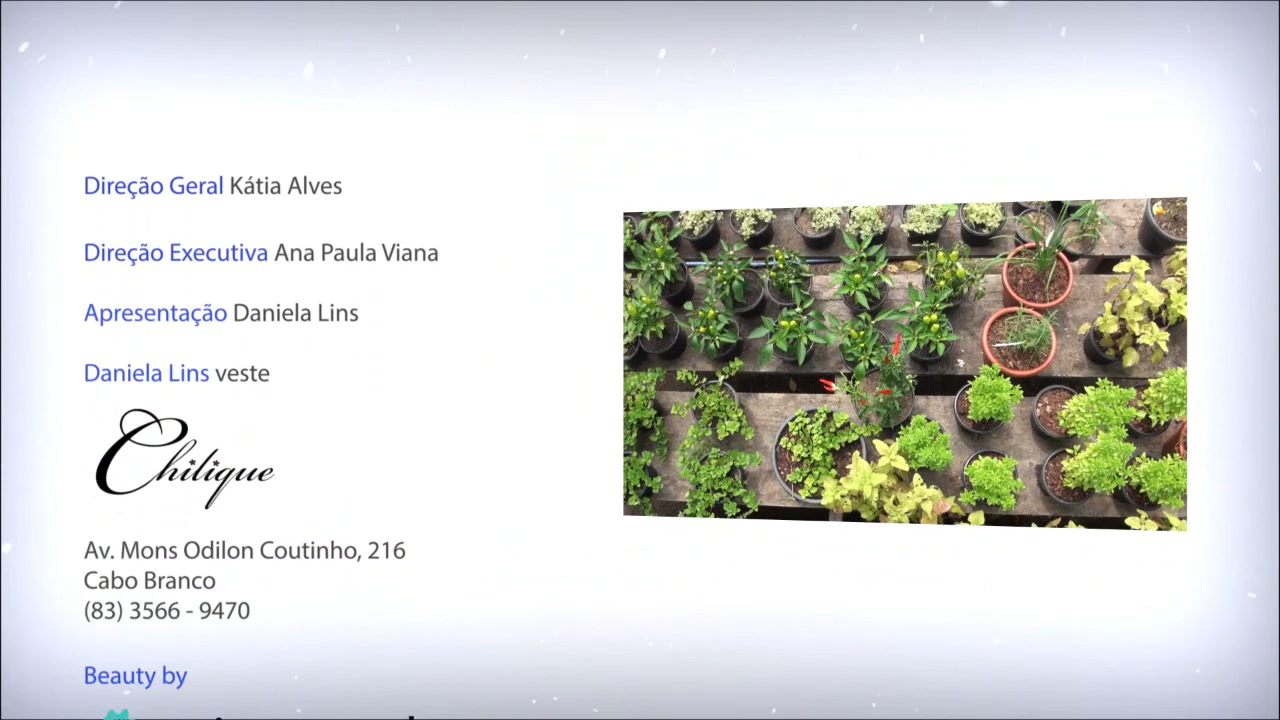 Direção Geral Kátia Alves
Direção Executiva Ana Paula Viana
Apresentação Daniela Lins
Daniela Lins veste
Chilique
Av. Mons Odilon Coutinho, 216
Cabo Branco
(83) 3566 - 9470
Beauty by